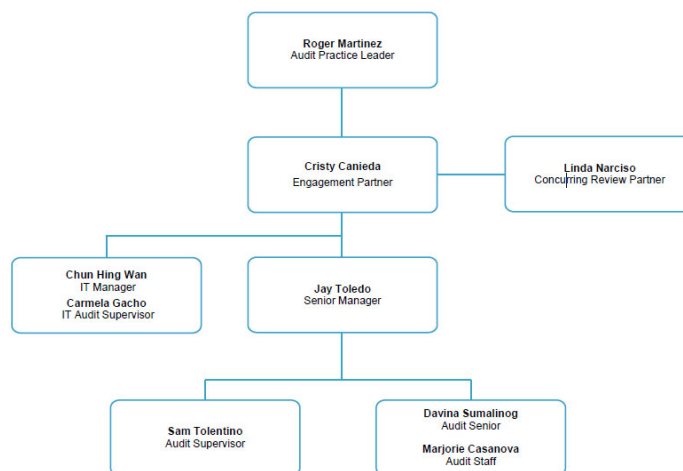 Roger Martinez
Audit Practice Leader
Cristy Canieda
Engagement Partner
Linda Narciso
Concurring Review Partner
Chun Hing Wan
IT Manager
Carmela Gacho
IT Audit Supervisor
Jay Toledo
Senior Manager
Sam Tolentino
Audit Supervisor
Davina Sumalinog
Audit Senior
Marjorie Casanova
Audit Staff